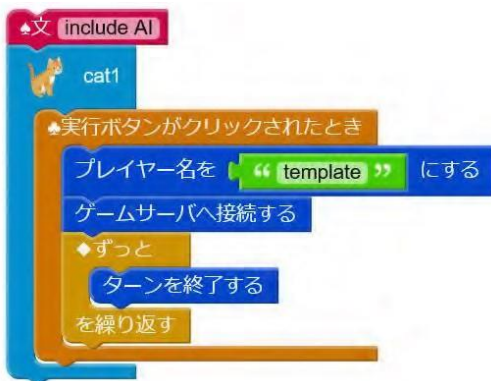 ♠文 include AI
cat1
♠実行ボタンがクリックされたとき
プレイヤー名を “ template ” にする
ゲームサーバへ接続する
◆ずっと
ターンを終了する
を繰り返す